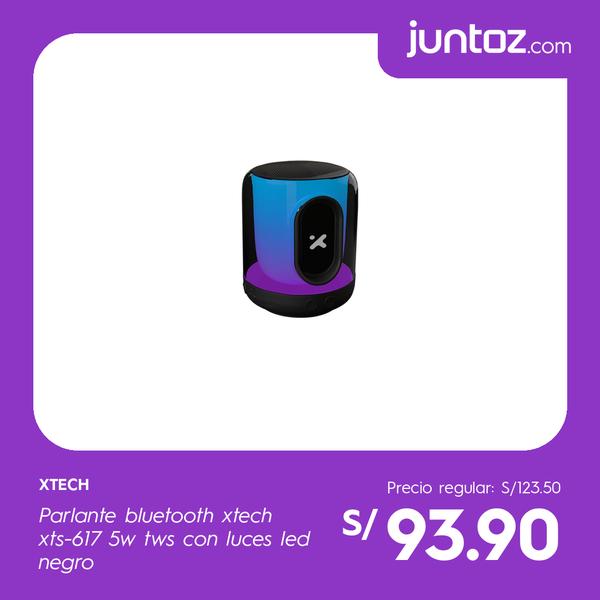 juntoz.com
XTECH
Parlante bluetooth xtech
xts-617 5w tws con luces led
negro
Precio regular: S/123.50
S/ 93.90